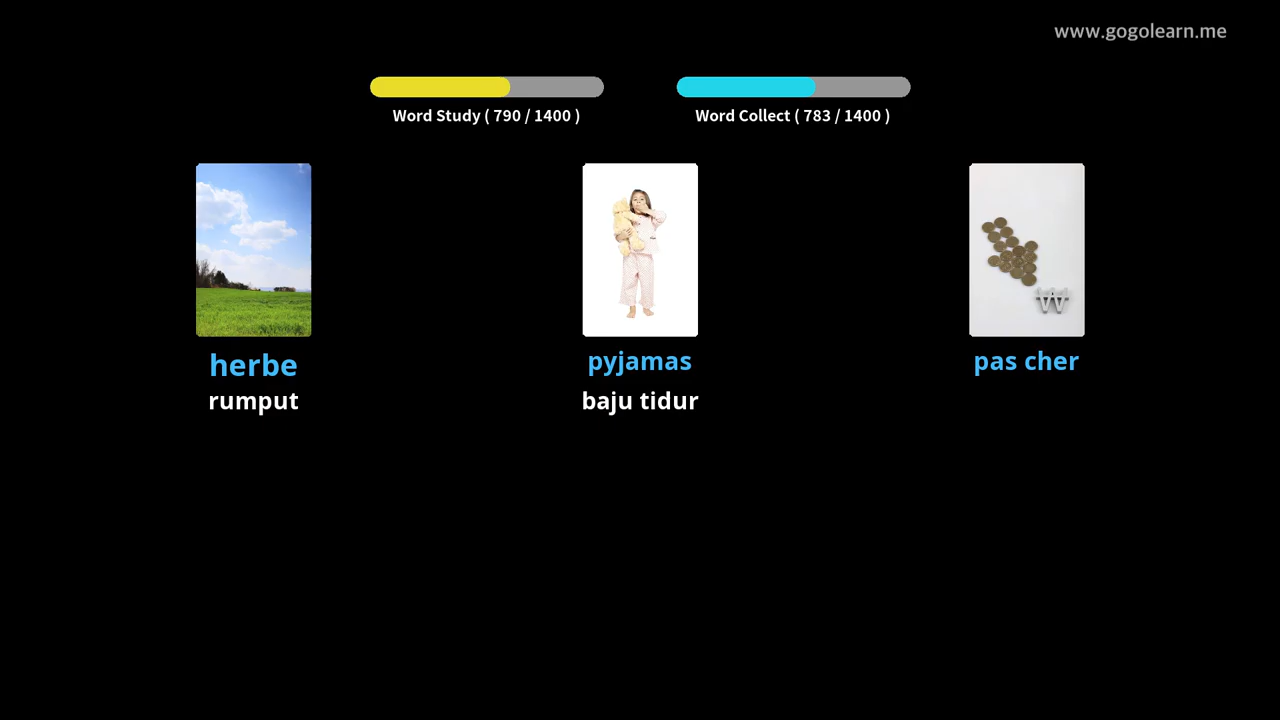 www.gogolearn.me
Word Study ( 790 / 1400 )
Word Collect ( 783 / 1400 )
herbe
rumput
pyjamas
baju tidur
pas cher